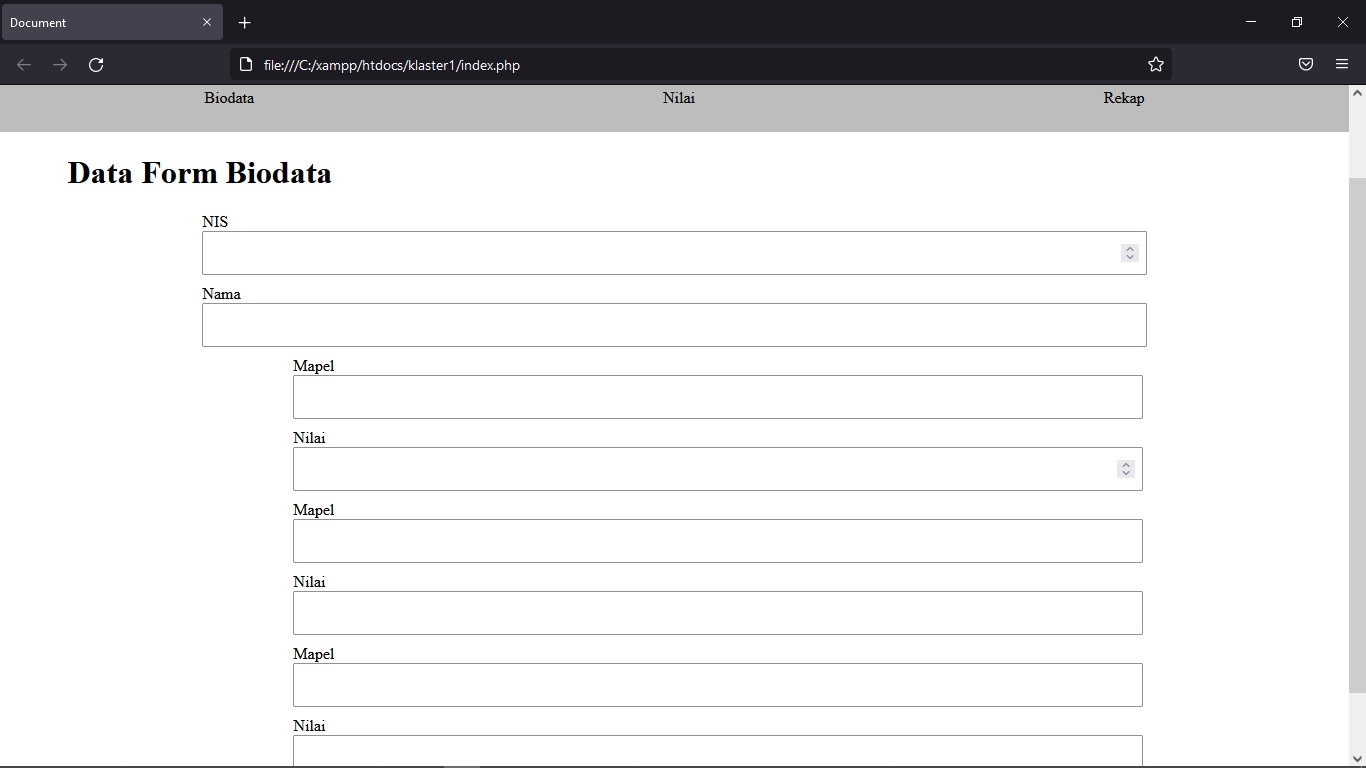 Document
file:///C:/xampp/htdocs/klaster1/index.php
Biodata Nilai Rekap
Data Form Biodata
NIS
Nama
Mapel
Nilai
Mapel
Nilai
Mapel
Nilai